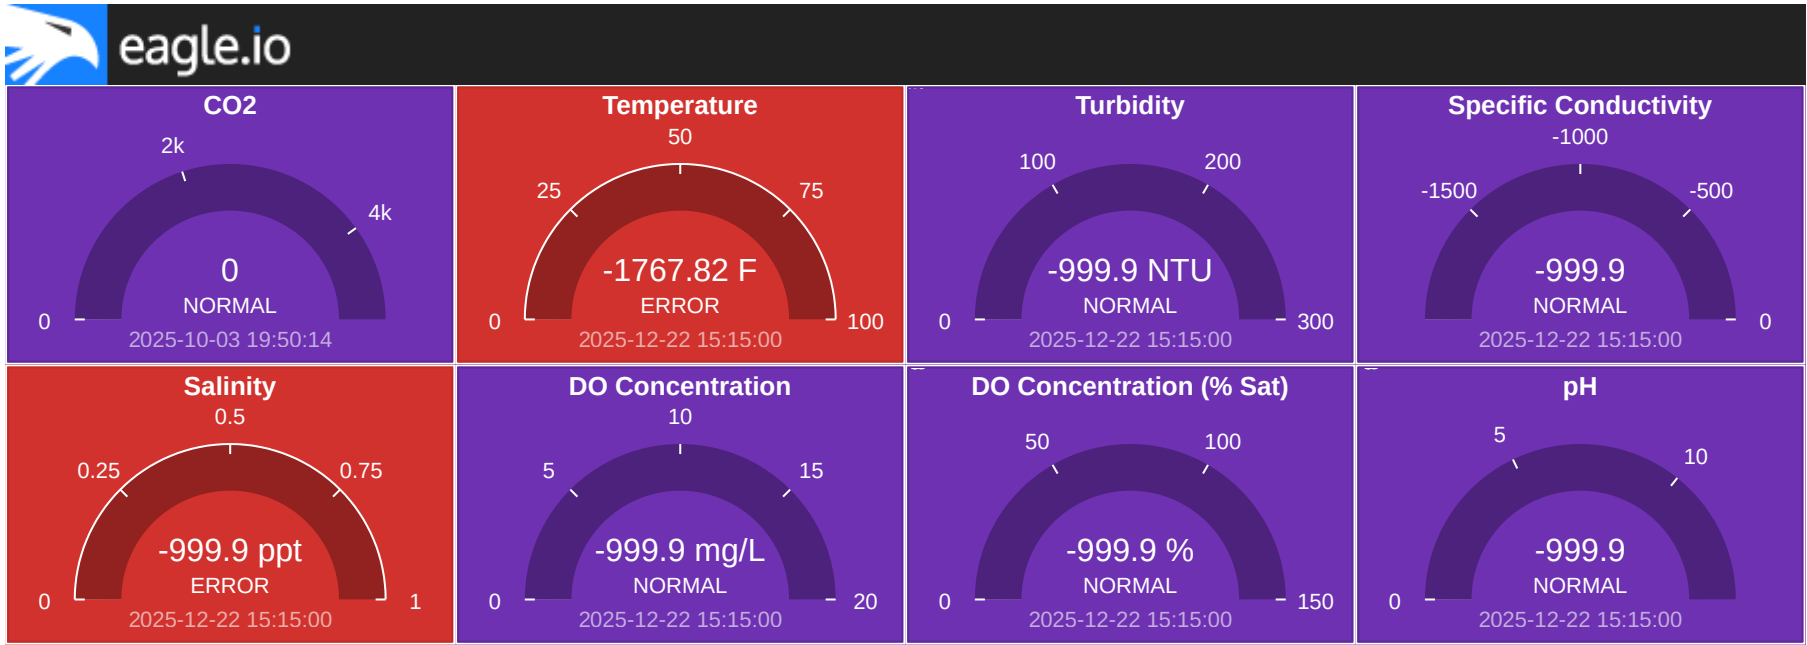 eagle.io
CO2
2k
4k
0
NORMAL
0
2025-10-03 19:50:14
Temperature
50
25
75
-1767.82 F
ERROR
0
100
2025-12-22 15:15:00
Turbidity
100
200
-999.9 NTU
NORMAL
0
300
2025-12-22 15:15:00
Specific Conductivity
-1000
-1500
-500
-999.9
NORMAL
0
2025-12-22 15:15:00
Salinity
0.5
0.25
0.75
-999.9 ppt
ERROR
0
1
2025-12-22 15:15:00
DO Concentration
10
5
15
-999.9 mg/L
NORMAL
0
20
2025-12-22 15:15:00
DO Concentration (% Sat)
50
100
-999.9 %
NORMAL
0
150
2025-12-22 15:15:00
pH
5
10
-999.9
NORMAL
0
2025-12-22 15:15:00